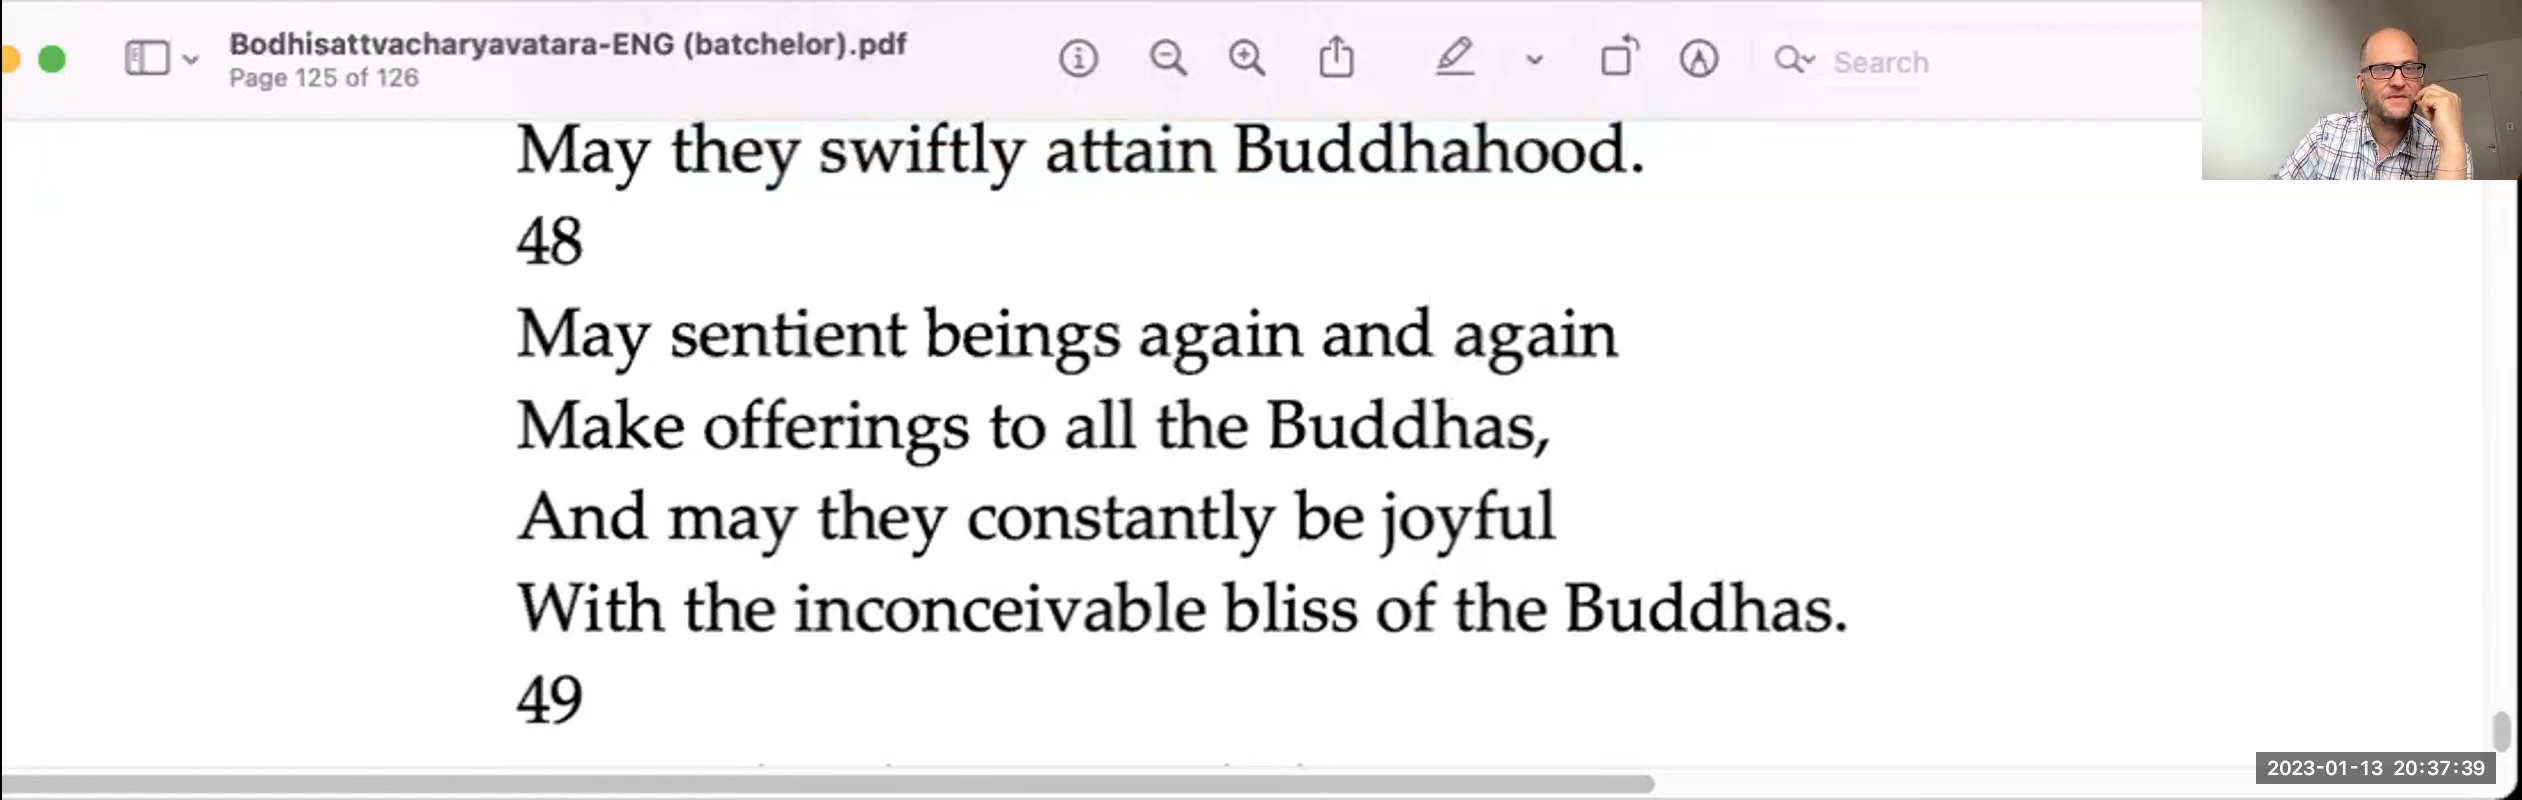 Bodhisattvacharyavatara-ENG (batchelor).pdf
Page 125 of 126
Search
May they swiftly attain Buddhahood.
48
May sentient beings again and again
Make offerings to all the Buddhas,
And may they constantly be joyful
With the inconceivable bliss of the Buddhas.
49
2023-01-13 20:37:39